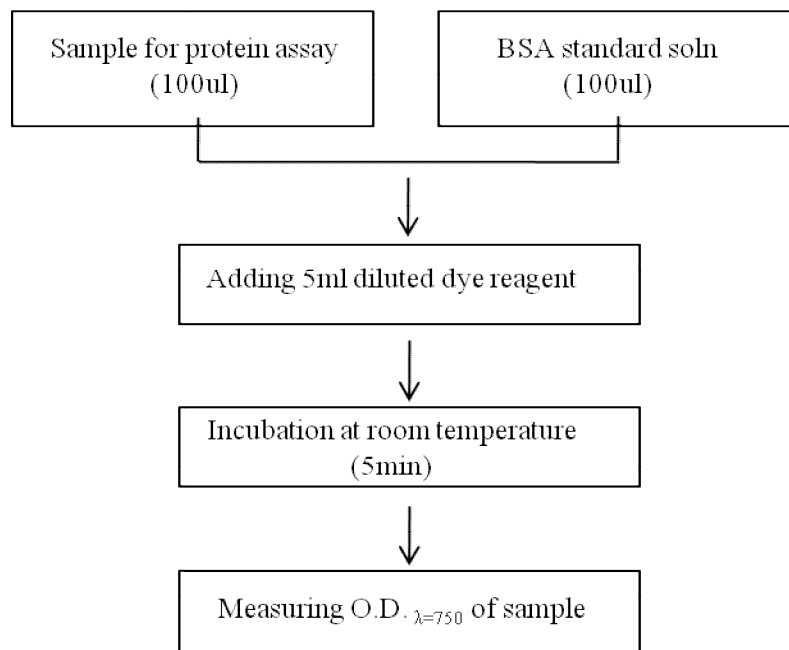 Sample for protein assay
(100ul)
BSA standard soln
(100ul)
Adding 5ml diluted dye reagent
Incubation at room temperature
(5min)
Measuring O.D. λ=750 of sample